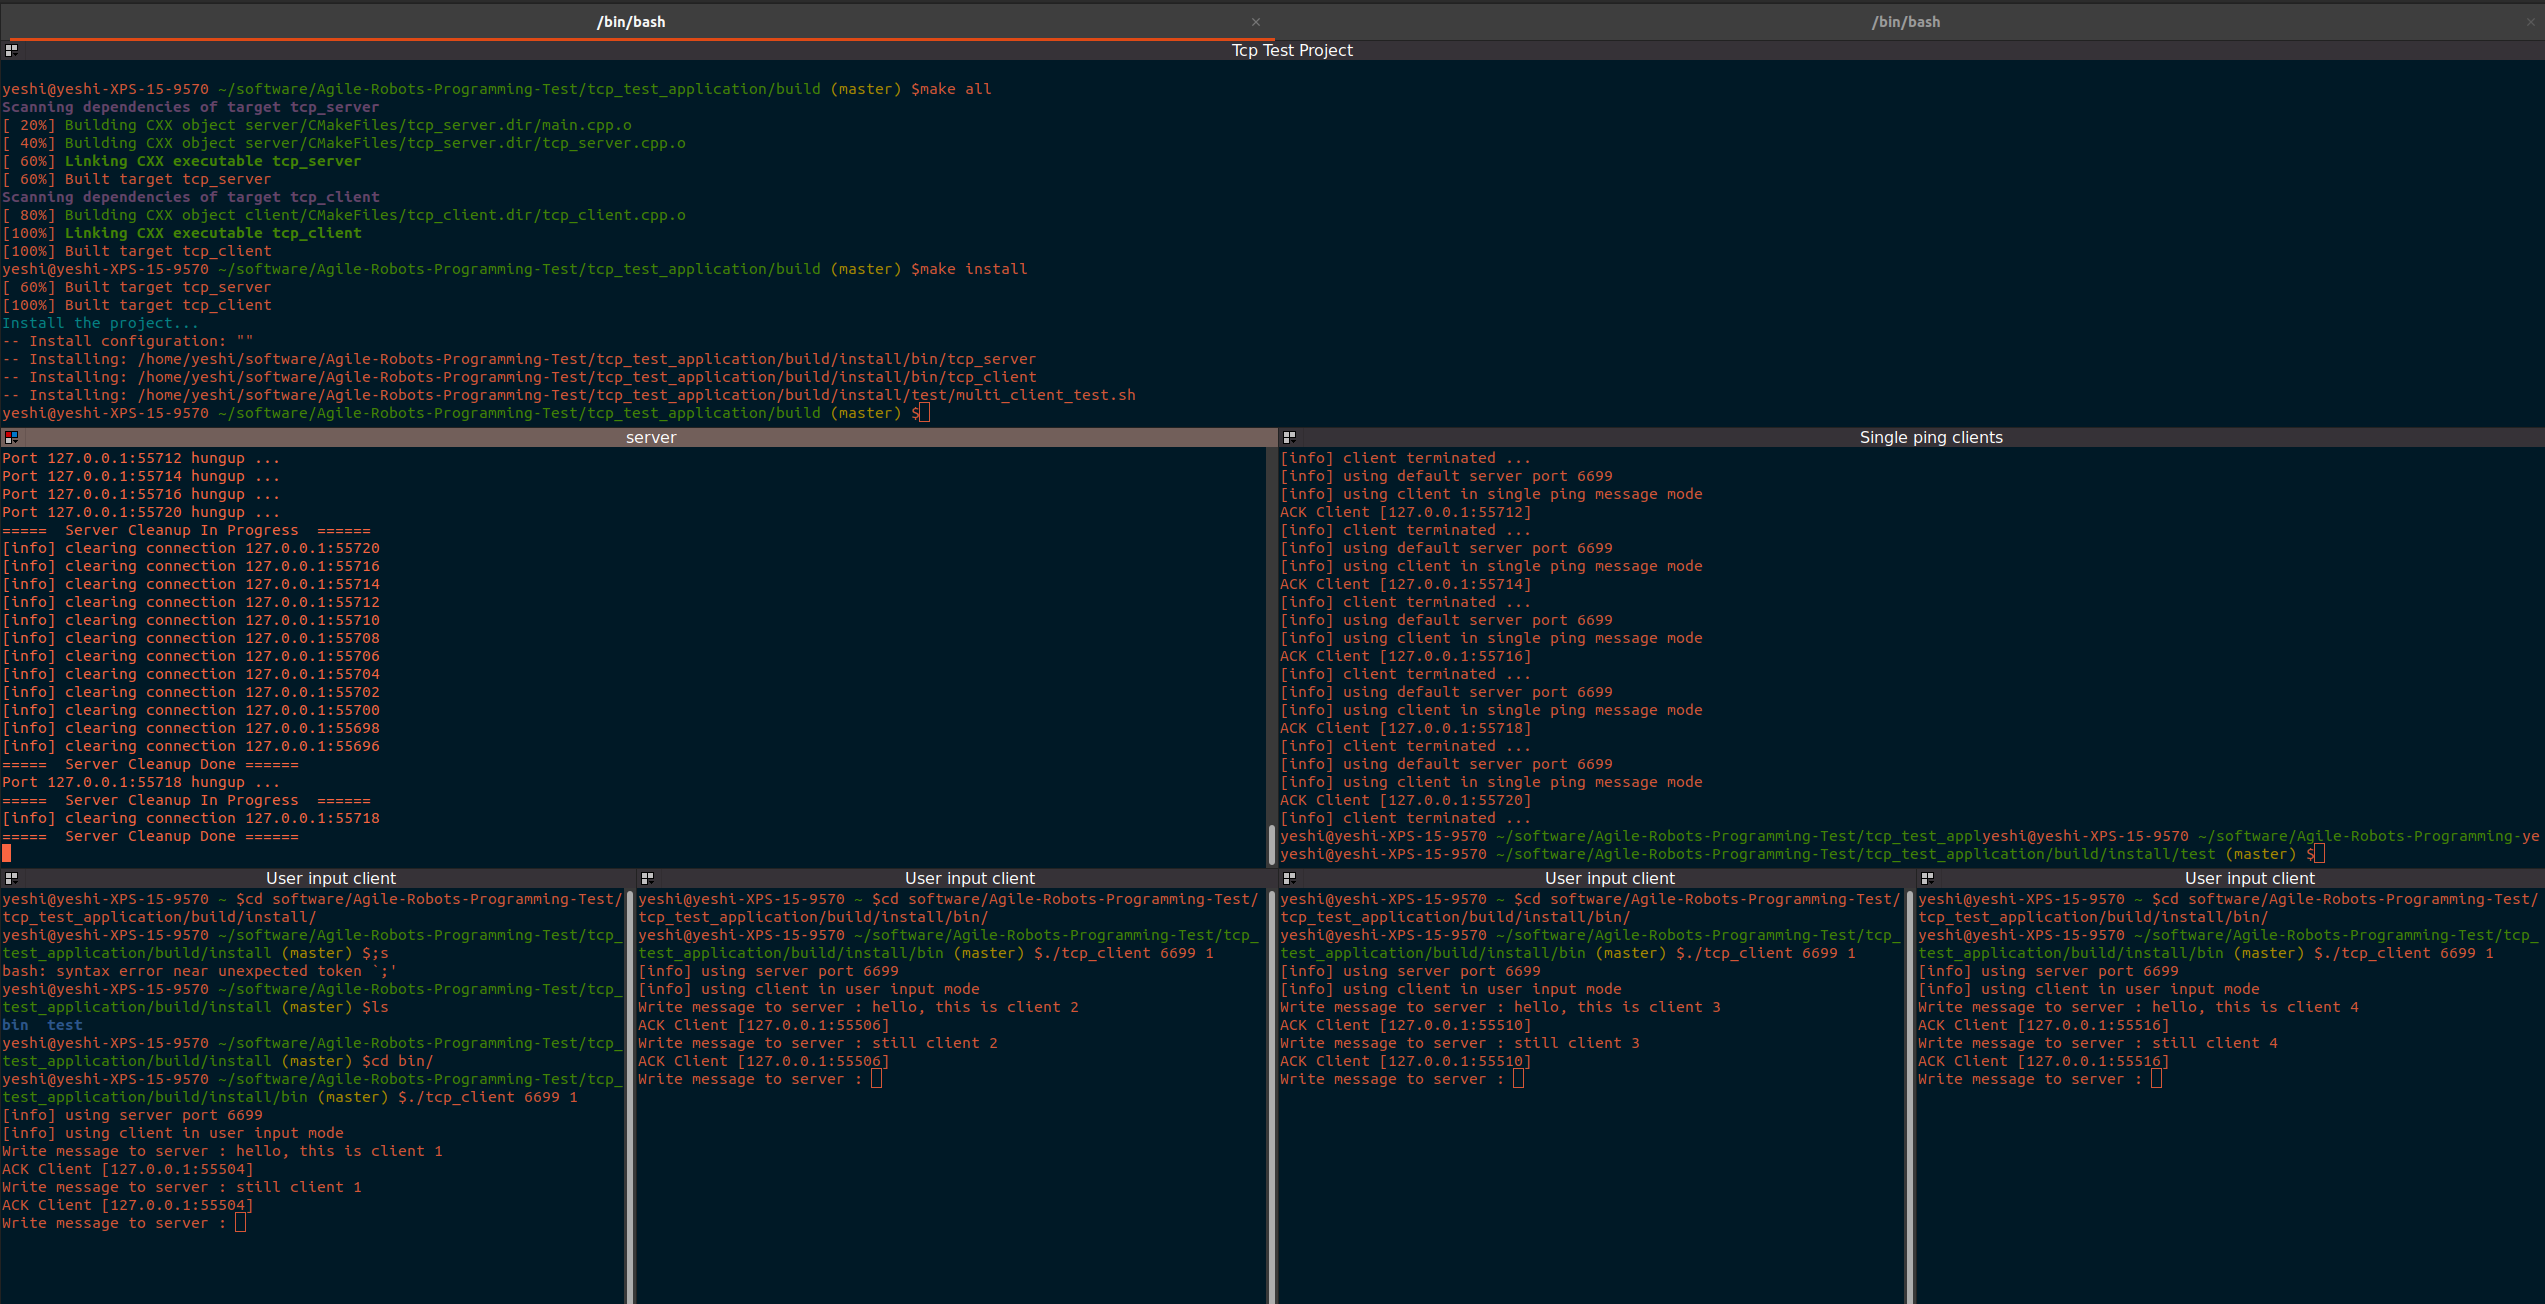 /bin/bash × /bin/bash ×
Tcp Test Project
yeshi@yeshi-XPS-15-9570 ~/software/Agile-Robots-Programming-Test/tcp_test_application/build (master) $make all
Scanning dependencies of target tcp_server
[ 20%] Building CXX object server/CMakeFiles/tcp_server.dir/main.cpp.o
[ 40%] Building CXX object server/CMakeFiles/tcp_server.dir/tcp_server.cpp.o
[ 60%] Linking CXX executable tcp_server
[ 60%] Built target tcp_server
Scanning dependencies of target tcp_client
[ 80%] Building CXX object client/CMakeFiles/tcp_client.dir/tcp_client.cpp.o
[100%] Linking CXX executable tcp_client
[100%] Built target tcp_client
yeshi@yeshi-XPS-15-9570 ~/software/Agile-Robots-Programming-Test/tcp_test_application/build (master) $make install
[ 60%] Built target tcp_server
[100%] Built target tcp_client
Install the project...
-- Install configuration: ""
-- Installing: /home/yeshi/software/Agile-Robots-Programming-Test/tcp_test_application/build/install/bin/tcp_server
-- Installing: /home/yeshi/software/Agile-Robots-Programming-Test/tcp_test_application/build/install/bin/tcp_client
-- Installing: /home/yeshi/software/Agile-Robots-Programming-Test/tcp_test_application/build/install/test/multi_client_test.sh
yeshi@yeshi-XPS-15-9570 ~/software/Agile-Robots-Programming-Test/tcp_test_application/build (master) $
server
Port 127.0.0.1:55712 hungup ...
Port 127.0.0.1:55714 hungup ...
Port 127.0.0.1:55716 hungup ...
Port 127.0.0.1:55720 hungup ...
=====  Server Cleanup In Progress  ======
[info] clearing connection 127.0.0.1:55720
[info] clearing connection 127.0.0.1:55716
[info] clearing connection 127.0.0.1:55714
[info] clearing connection 127.0.0.1:55712
[info] clearing connection 127.0.0.1:55710
[info] clearing connection 127.0.0.1:55708
[info] clearing connection 127.0.0.1:55706
[info] clearing connection 127.0.0.1:55704
[info] clearing connection 127.0.0.1:55702
[info] clearing connection 127.0.0.1:55700
[info] clearing connection 127.0.0.1:55698
[info] clearing connection 127.0.0.1:55696
=====  Server Cleanup Done ======
Port 127.0.0.1:55718 hungup ...
=====  Server Cleanup In Progress  ======
[info] clearing connection 127.0.0.1:55718
=====  Server Cleanup Done ======
Single ping clients
[info] client terminated ...
[info] using default server port 6699
[info] using client in single ping message mode
ACK Client [127.0.0.1:55712]
[info] client terminated ...
[info] using default server port 6699
[info] using client in single ping message mode
ACK Client [127.0.0.1:55714]
[info] client terminated ...
[info] using default server port 6699
[info] using client in single ping message mode
ACK Client [127.0.0.1:55716]
[info] client terminated ...
[info] using default server port 6699
[info] using client in single ping message mode
ACK Client [127.0.0.1:55718]
[info] client terminated ...
[info] using default server port 6699
[info] using client in single ping message mode
ACK Client [127.0.0.1:55720]
[info] client terminated ...
yeshi@yeshi-XPS-15-9570 ~/software/Agile-Robots-Programming-Test/tcp_test_applyeshi@yeshi-XPS-15-9570 ~/software/Agile-Robots-Programming-ye
yeshi@yeshi-XPS-15-9570 ~/software/Agile-Robots-Programming-Test/tcp_test_application/build/install/test (master) $
User input client
yeshi@yeshi-XPS-15-9570 ~ $cd software/Agile-Robots-Programming-Test/
tcp_test_application/build/install/
yeshi@yeshi-XPS-15-9570 ~/software/Agile-Robots-Programming-Test/tcp_
test_application/build/install (master) $;s
bash: syntax error near unexpected token `;'
yeshi@yeshi-XPS-15-9570 ~/software/Agile-Robots-Programming-Test/tcp_
test_application/build/install (master) $ls
bin  test
yeshi@yeshi-XPS-15-9570 ~/software/Agile-Robots-Programming-Test/tcp_
test_application/build/install (master) $cd bin/
yeshi@yeshi-XPS-15-9570 ~/software/Agile-Robots-Programming-Test/tcp_
test_application/build/install/bin (master) $./tcp_client 6699 1
[info] using server port 6699
[info] using client in user input mode
Write message to server : hello, this is client 1
ACK Client [127.0.0.1:55504]
Write message to server : still client 1
ACK Client [127.0.0.1:55504]
Write message to server :
User input client
yeshi@yeshi-XPS-15-9570 ~ $cd software/Agile-Robots-Programming-Test/
tcp_test_application/build/install/bin/
yeshi@yeshi-XPS-15-9570 ~/software/Agile-Robots-Programming-Test/tcp_
test_application/build/install/bin (master) $./tcp_client 6699 1
[info] using server port 6699
[info] using client in user input mode
Write message to server : hello, this is client 2
ACK Client [127.0.0.1:55506]
Write message to server : still client 2
ACK Client [127.0.0.1:55506]
Write message to server :
User input client
yeshi@yeshi-XPS-15-9570 ~ $cd software/Agile-Robots-Programming-Test/
tcp_test_application/build/install/bin/
yeshi@yeshi-XPS-15-9570 ~/software/Agile-Robots-Programming-Test/tcp_
test_application/build/install/bin (master) $./tcp_client 6699 1
[info] using server port 6699
[info] using client in user input mode
Write message to server : hello, this is client 3
ACK Client [127.0.0.1:55510]
Write message to server : still client 3
ACK Client [127.0.0.1:55510]
Write message to server :
User input client
yeshi@yeshi-XPS-15-9570 ~ $cd software/Agile-Robots-Programming-Test/
tcp_test_application/build/install/bin/
yeshi@yeshi-XPS-15-9570 ~/software/Agile-Robots-Programming-Test/tcp_
test_application/build/install/bin (master) $./tcp_client 6699 1
[info] using server port 6699
[info] using client in user input mode
Write message to server : hello, this is client 4
ACK Client [127.0.0.1:55516]
Write message to server : still client 4
ACK Client [127.0.0.1:55516]
Write message to server :